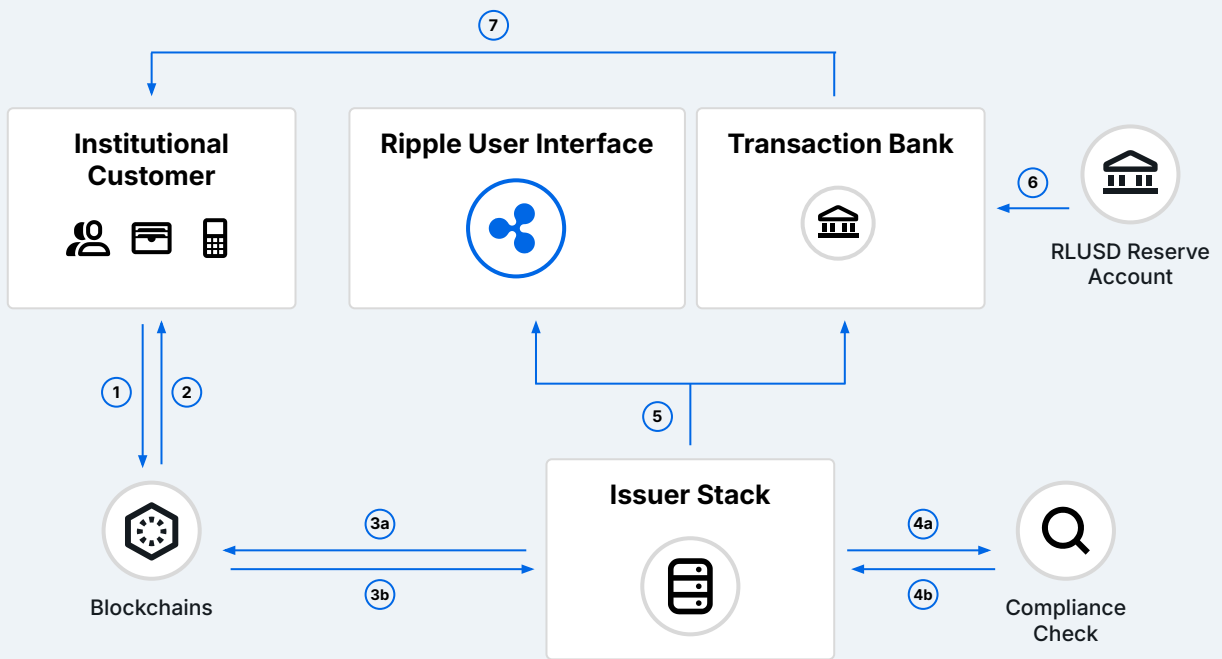 7
Institutional
Customer
Ripple User Interface
Transaction Bank
6
RLUSD Reserve
Account
1
2
5
Issuer Stack
3a
3b
4a
4b
Blockchains
Compliance
Check